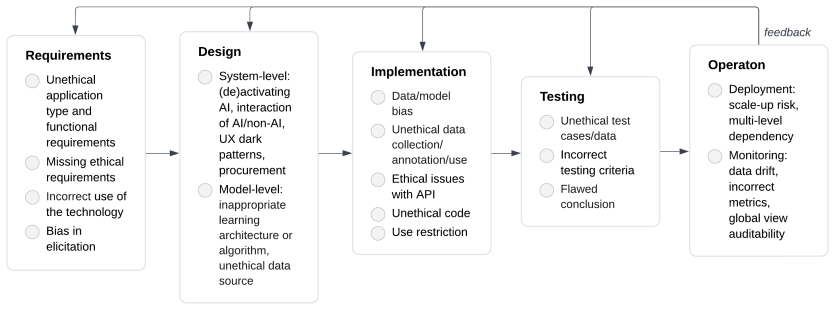 feedback
Requirements
Unethical
application
type and
functional
requirements
Missing ethical
requirements
Incorrect use of
the technology
Bias in
elicitation
Design
System-level:
(de)activating
AI, interaction
of AI/non-AI,
UX dark
patterns,
procurement
Model-level:
inappropriate
learning
architecture or
algorithm,
unethical data
source
Implementation
Data/model
bias
Unethical data
collection/
annotation/use
Ethical issues
with API
Unethical code
Use restriction
Testing
Unethical test
cases/data
Incorrect
testing criteria
Flawed
conclusion
Operaton
Deployment:
scale-up risk,
multi-level
dependency
Monitoring:
data drift,
incorrect
metrics,
global view
auditability